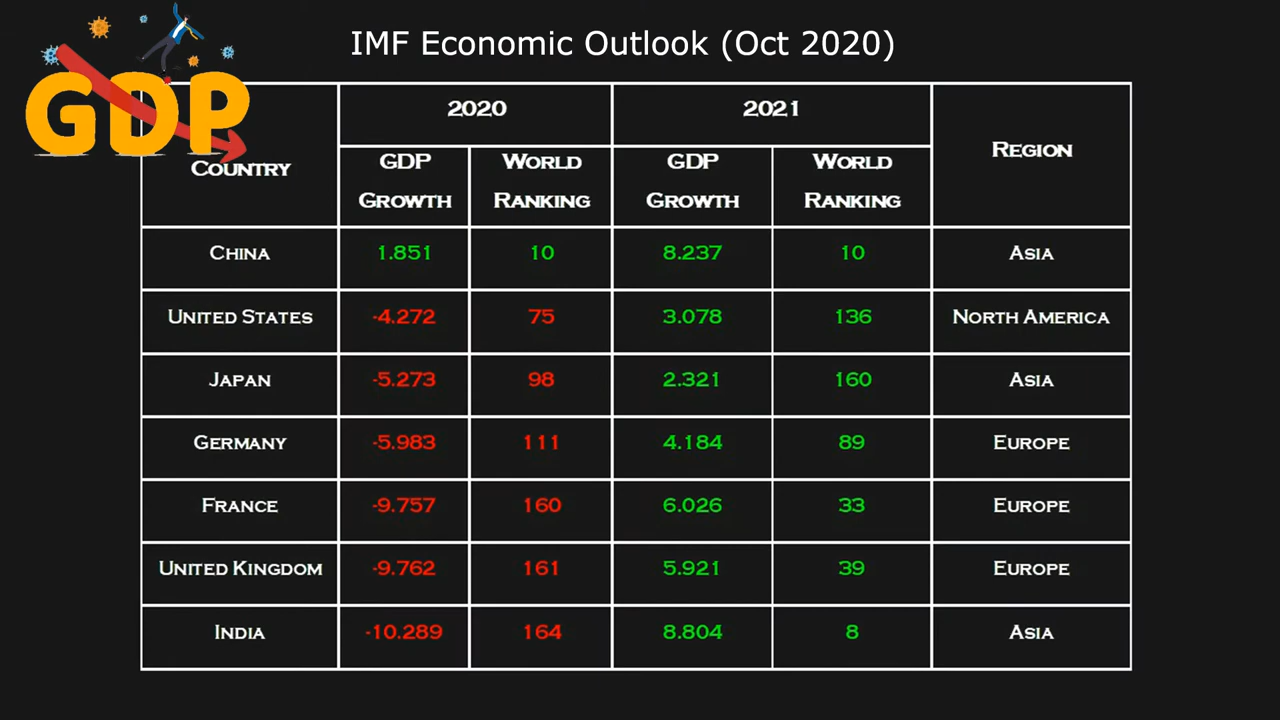 IMF Economic Outlook (Oct 2020)
GDP
COUNTRY
2020
2021
REGION
GDP GROWTH
WORLD RANKING
GDP GROWTH
WORLD RANKING
CHINA 1.851 10 8.237 10 ASIA
UNITED STATES -4.272 75 3.078 136 NORTH AMERICA
JAPAN -5.273 98 2.321 160 ASIA
GERMANY -5.983 111 4.184 89 EUROPE
FRANCE -9.757 160 6.026 33 EUROPE
UNITED KINGDOM -9.762 161 5.921 39 EUROPE
INDIA -10.289 164 8.804 8 ASIA